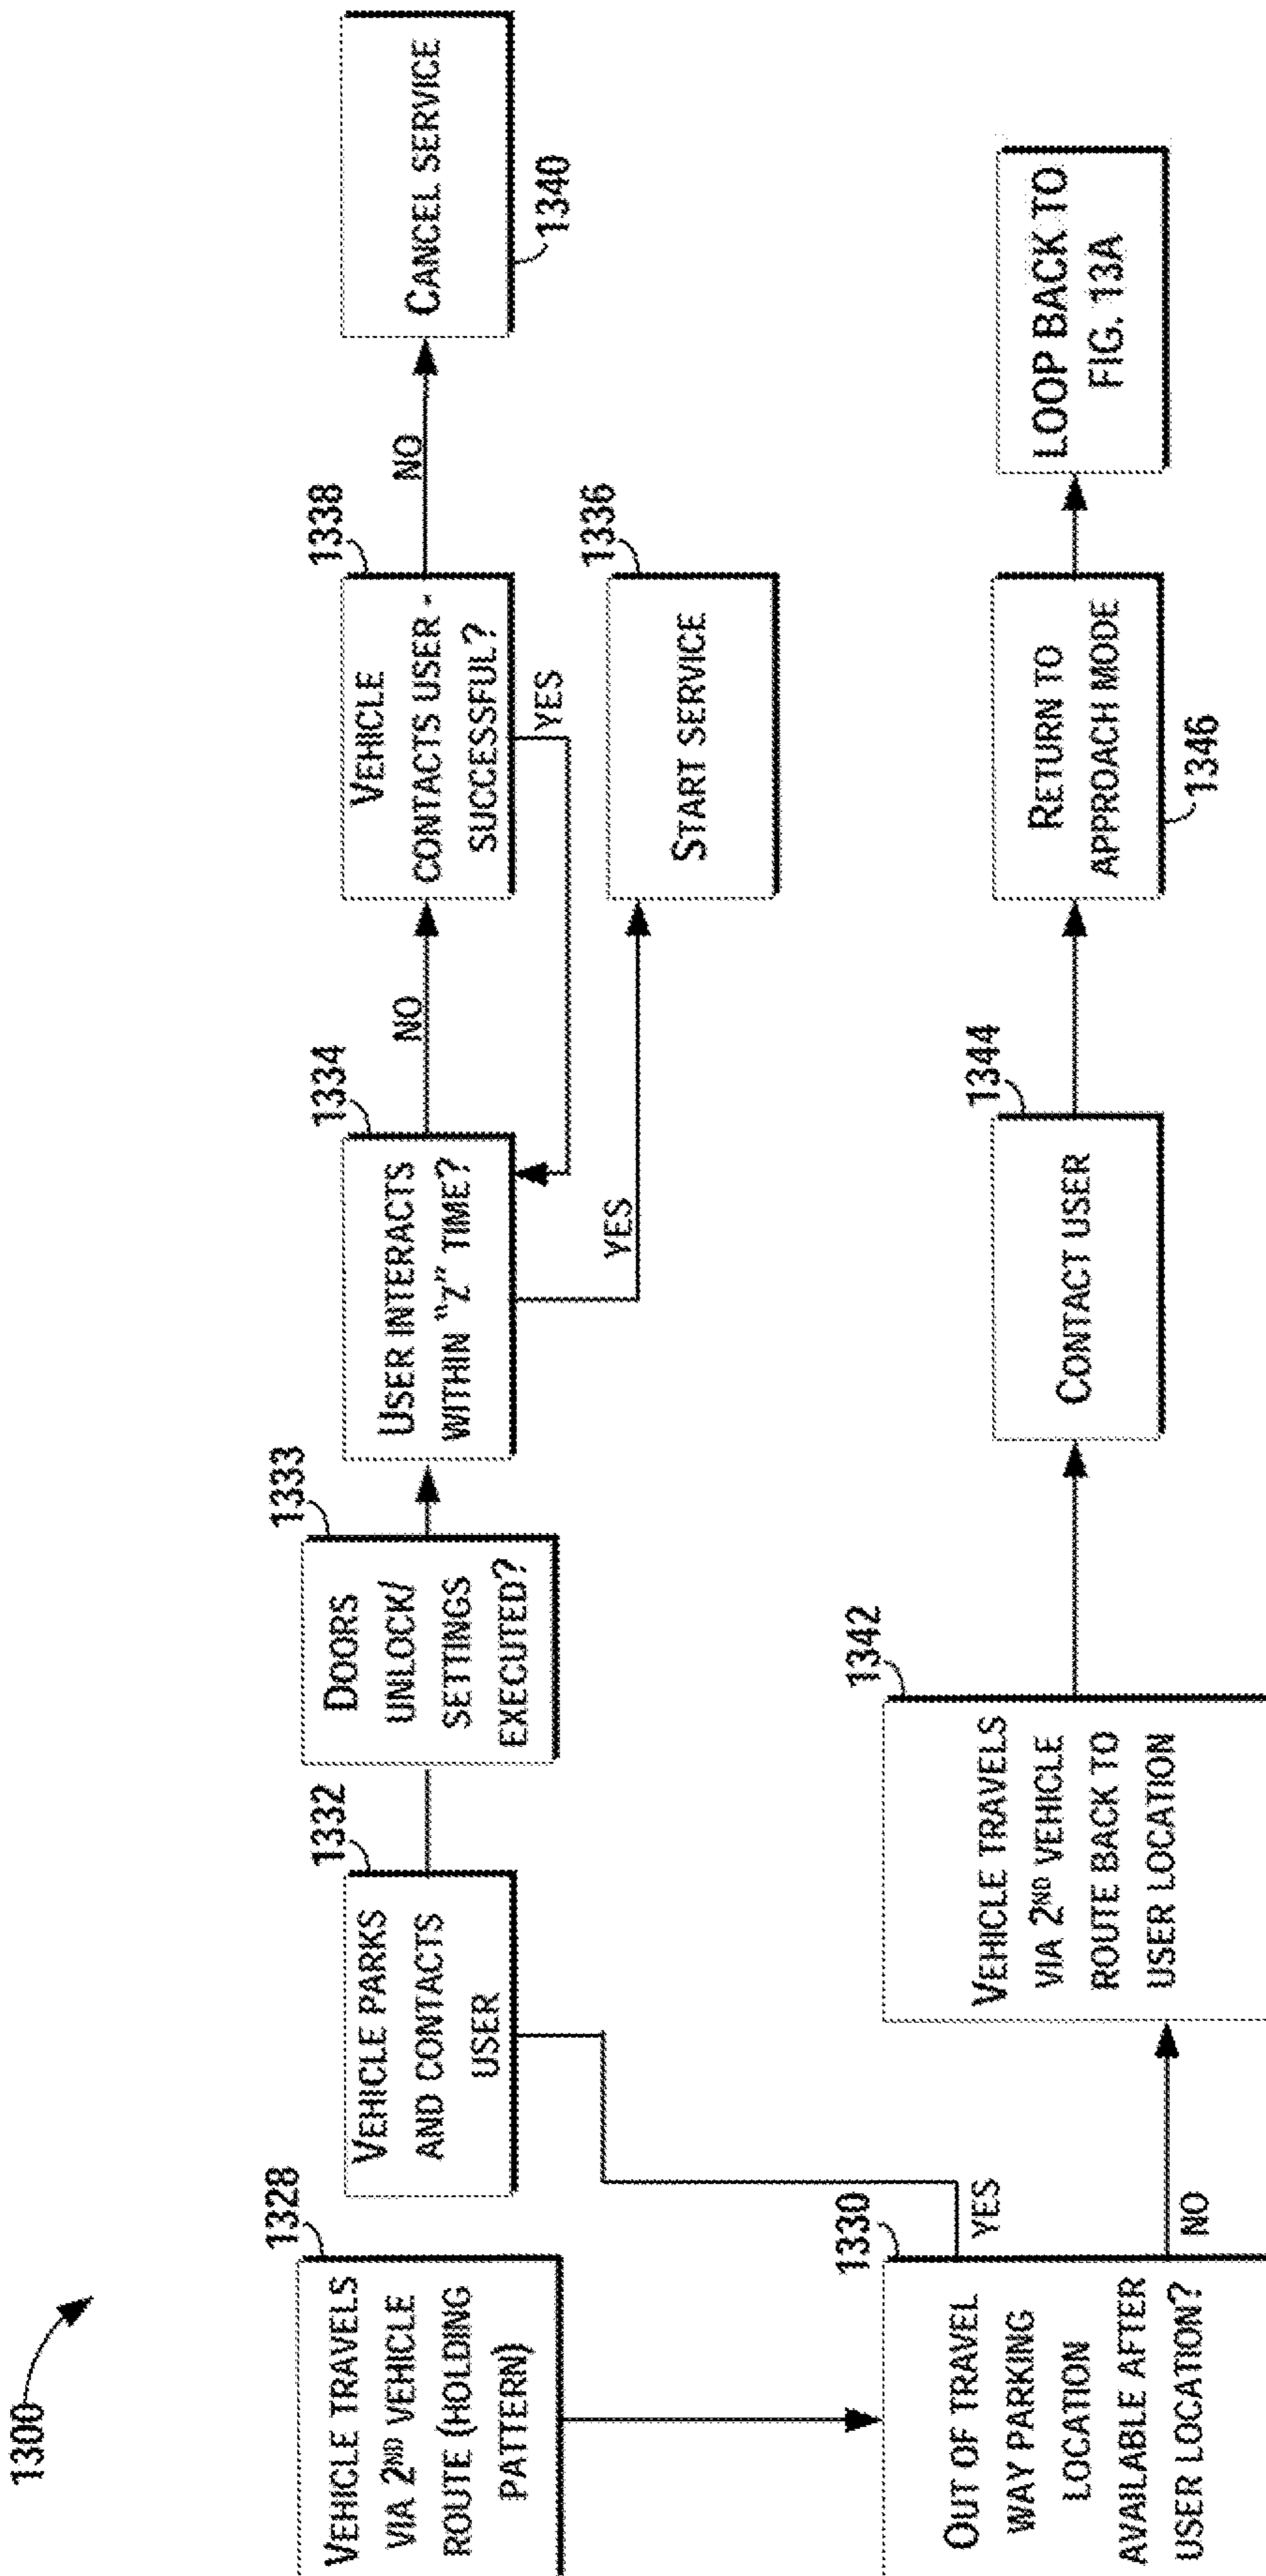 1300
1328
VEHICLE TRAVELS
VIA 2ND VEHICLE
ROUTE (HOLDING
PATTERN)
1332
VEHICLE PARKS
AND CONTACTS
USER
1333
DOORS
UNLOCK/
SETTINGS
EXECUTED?
1334
USER INTERACTS
WITHIN "Z" TIME?
NO
YES
1338
VEHICLE
CONTACTS USER -
SUCCESSFUL?
YES
NO
CANCEL SERVICE
1340
1336
START SERVICE
1330
OUT OF TRAVEL
WAY PARKING
LOCATION
AVAILABLE AFTER
USER LOCATION?
YES
NO
1342
VEHICLE TRAVELS
VIA 2ND VEHICLE
ROUTE BACK TO
USER LOCATION
1344
CONTACT USER
RETURN TO
APPROACH MODE
1346
LOOP BACK TO
FIG. 13A